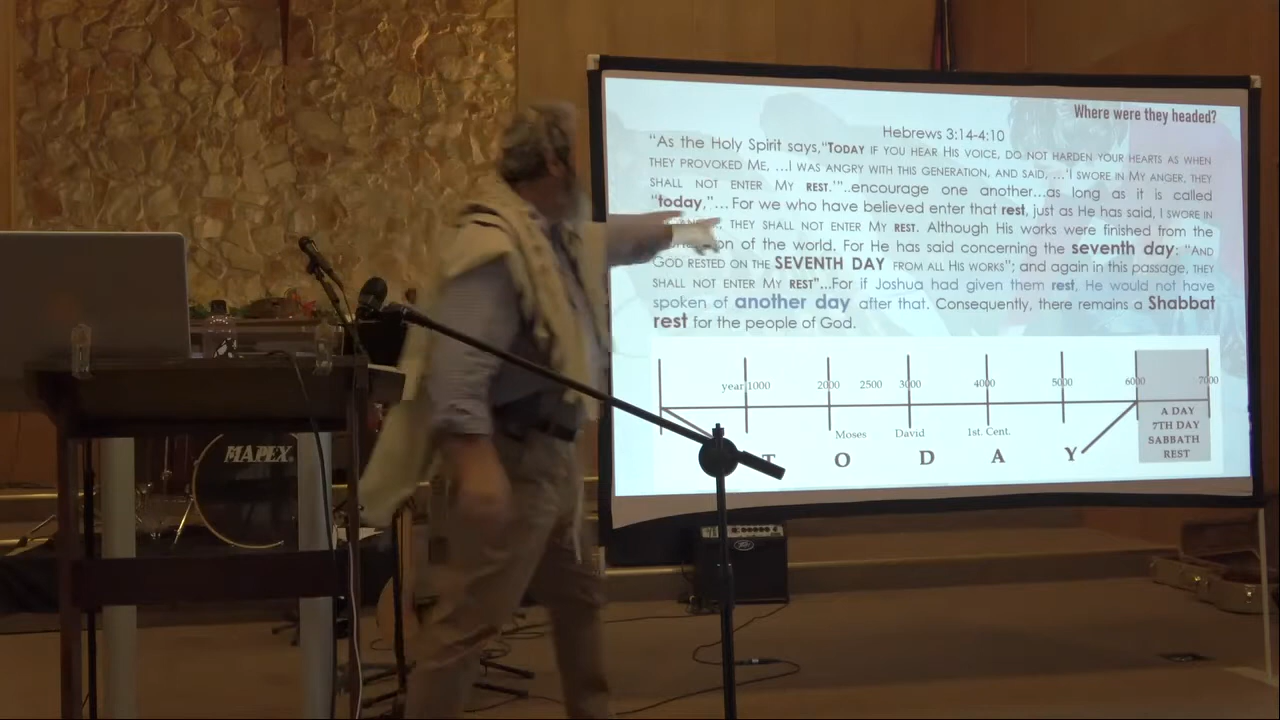 Where were they headed?
Hebrews 3:14-4:10
“As the Holy Spirit says,“TODAY IF YOU HEAR HIS VOICE, DO NOT HARDEN YOUR HEARTS AS WHEN
THEY PROVOKED ME, ...I WAS ANGRY WITH THIS GENERATION, AND SAID, ...‘I SWORE IN MY ANGER, THEY
SHALL NOT ENTER MY REST.’”..encourage one another...as long as it is called
“today,”... For we who have believed enter that rest, just as He has said, I SWORE IN
THEY SHALL NOT ENTER MY REST. Although His works were finished from the
of the world. For He has said concerning the seventh day: “AND
GOD RESTED ON THE SEVENTH DAY FROM ALL HIS WORKS”; and again in this passage, THEY
SHALL NOT ENTER MY REST”...For if Joshua had given them rest, He would not have
spoken of another day after that. Consequently, there remains a Shabbat
rest for the people of God.
year 1000 2000 2500 3000 4000 5000 6000 7000
Moses David 1st. Cent.
T O D A Y
A DAY
7TH DAY
SABBATH
REST
MAPEX